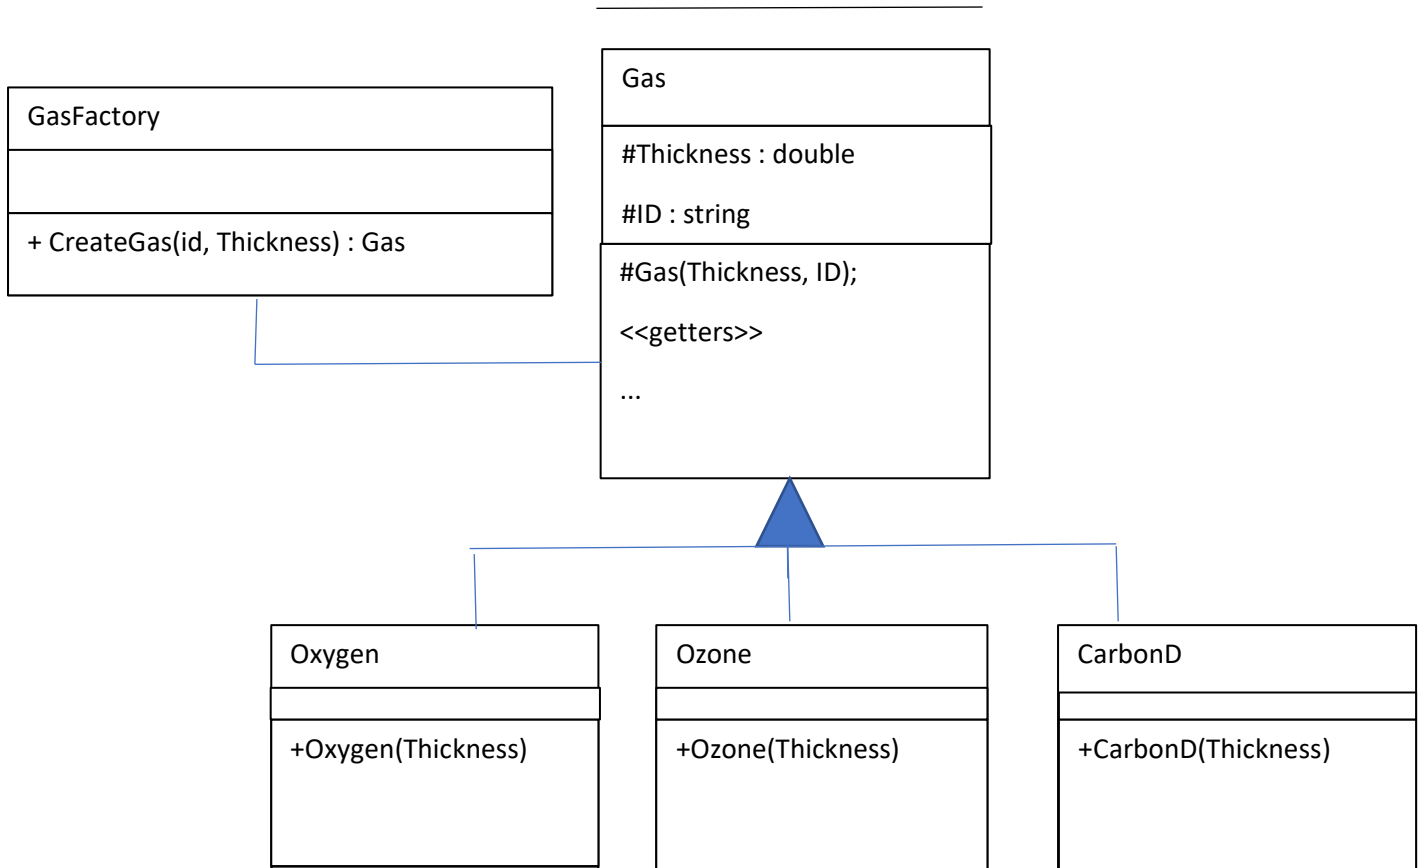 GasFactory
+ CreateGas(id, Thickness) : Gas
Gas
#Thickness : double
#ID : string
#Gas(Thickness, ID);
<<getters>>
...
Oxygen
+Oxygen(Thickness)
Ozone
+Ozone(Thickness)
CarbonD
+CarbonD(Thickness)